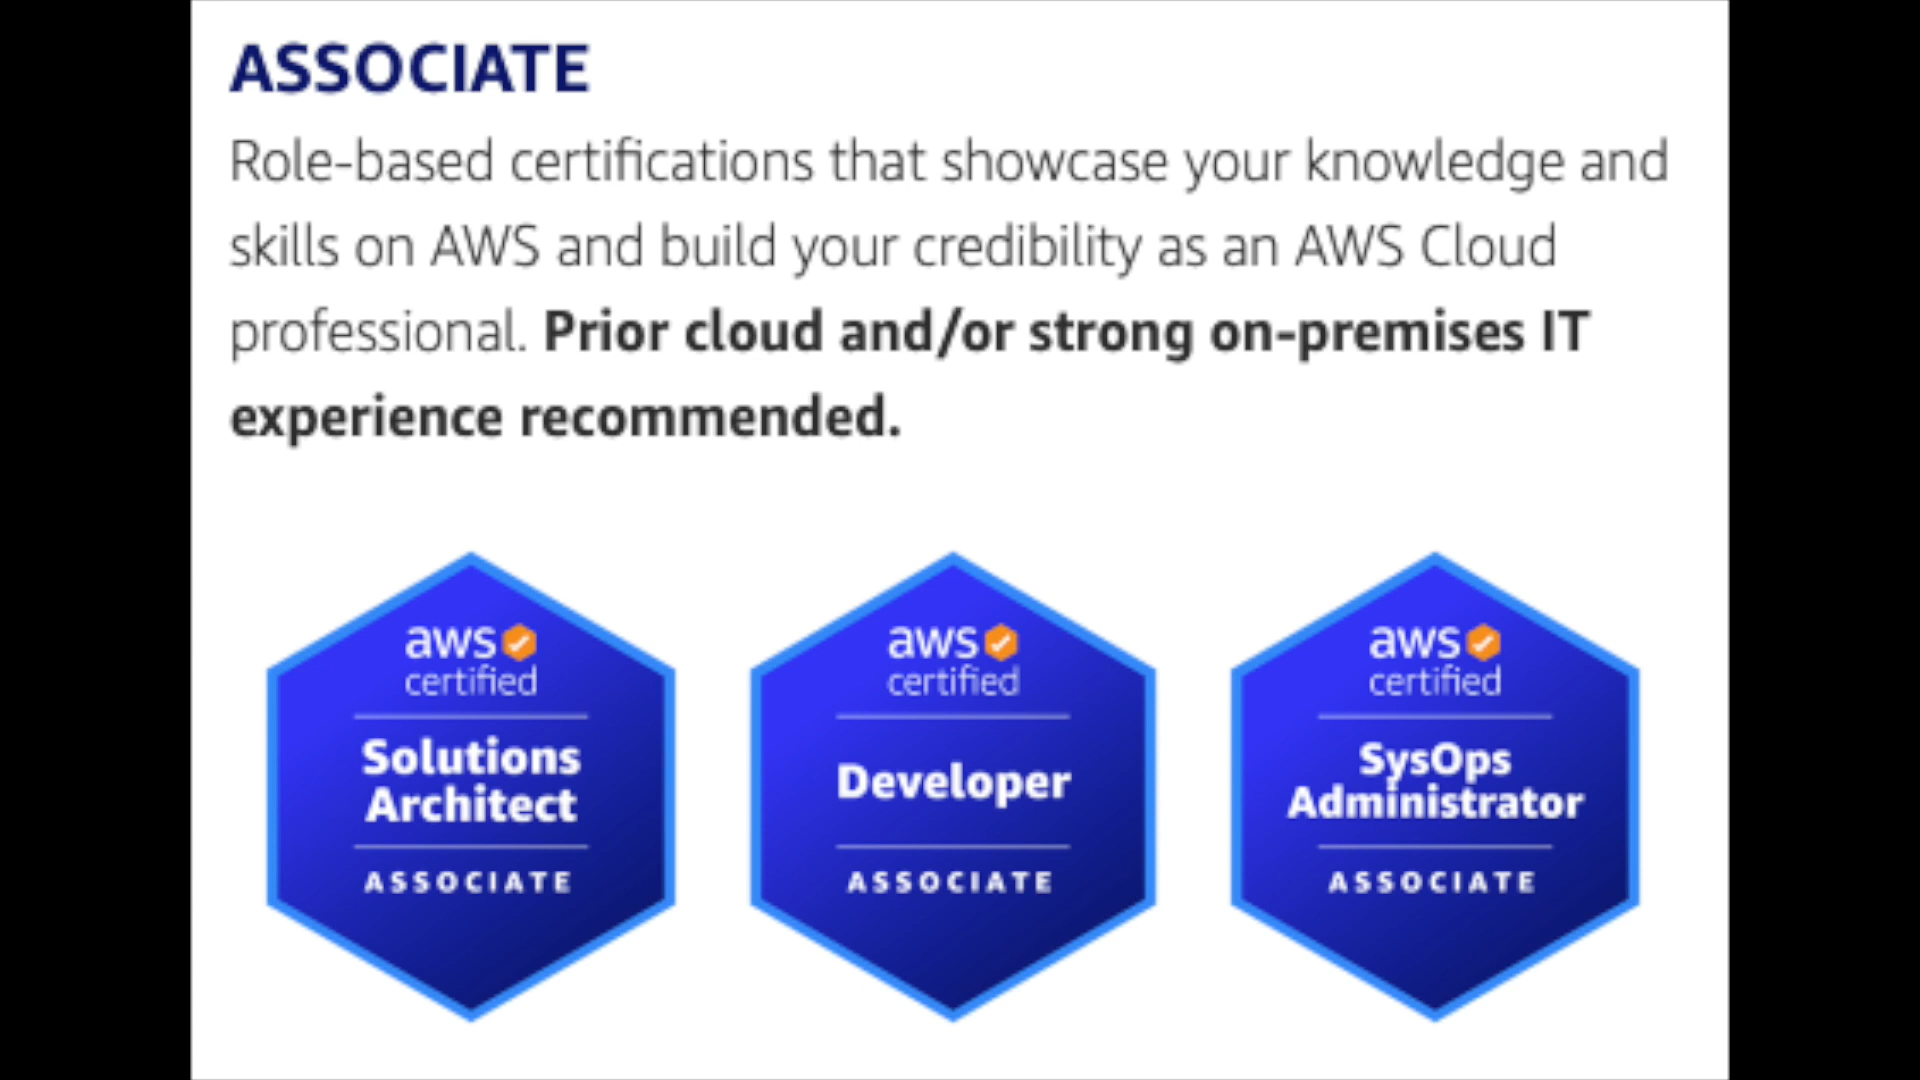 ASSOCIATE
Role-based certifications that showcase your knowledge and
skills on AWS and build your credibility as an AWS Cloud
professional. Prior cloud and/or strong on-premises IT
experience recommended.
aws
certified
Solutions
Architect
ASSOCIATE
aws
certified
Developer
ASSOCIATE
aws
certified
SysOps
Administrator
ASSOCIATE